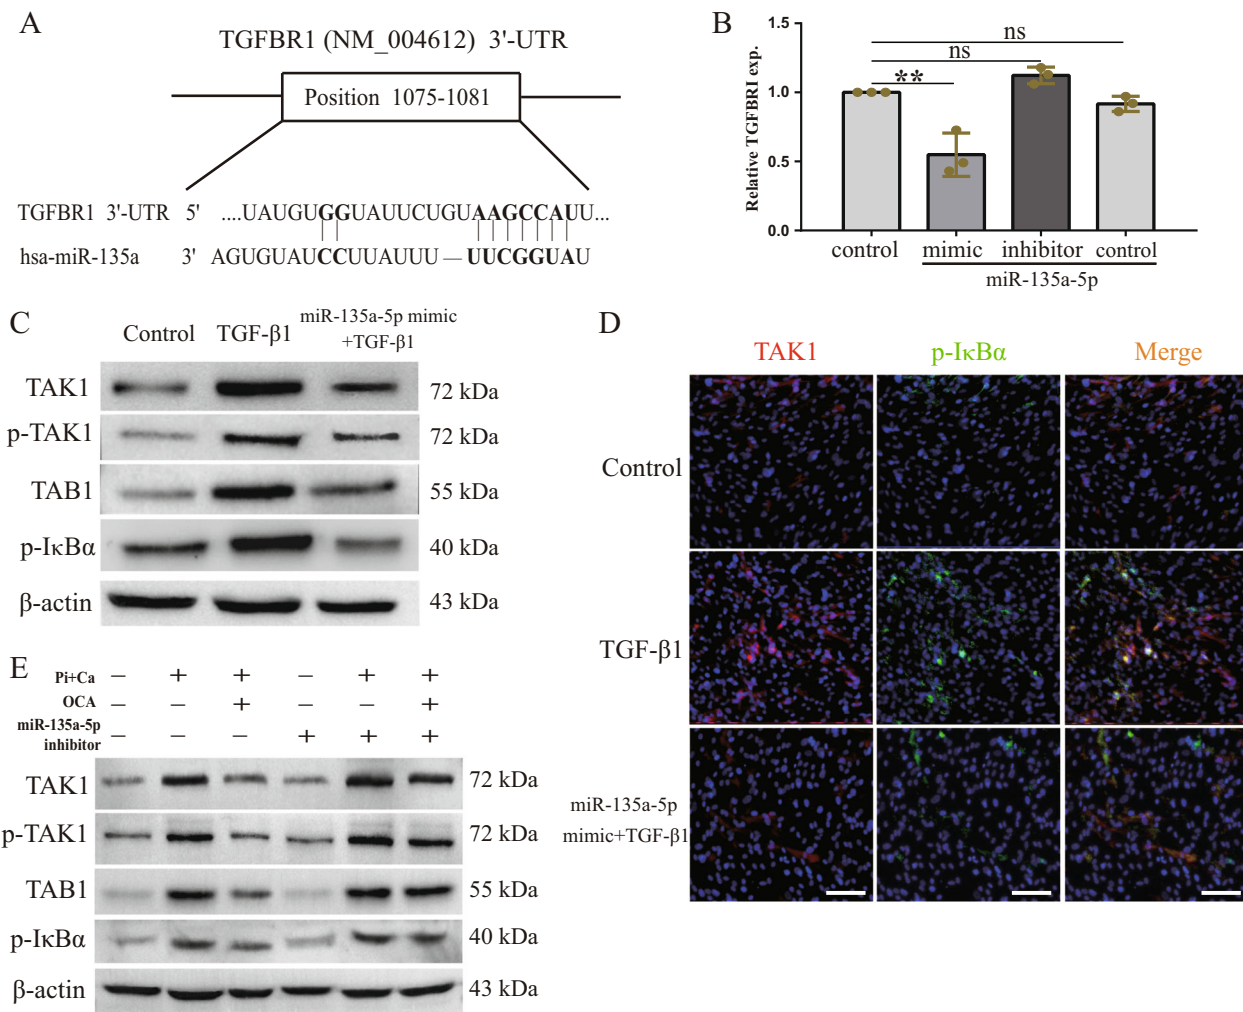 A
TGFBR1 (NM_004612) 3'-UTR
Position 1075-1081
TGFBR1 3'-UTR 5' ....UAUGUGGUAUUCUGUAAGCCAUU...
hsa-miR-135a 3' AGUGUAUCCUUAUUU — UUCGGUAU
B
Relative TGFBRI exp.
1.5
1.0
0.5
0.0
ns
ns
**
control mimic inhibitor control
miR-135a-5p
C
Control TGF-β1 miR-135a-5p mimic
+TGF-β1
TAK1 72 kDa
p-TAK1 72 kDa
TAB1 55 kDa
p-IκBα 40 kDa
β-actin 43 kDa
D
TAK1 p-IκBα Merge
Control
TGF-β1
miR-135a-5p
mimic+TGF-β1
E
Pi+Ca − + + − + +
OCA − − + − − +
miR-135a-5p
inhibitor − − − + + +
TAK1 72 kDa
p-TAK1 72 kDa
TAB1 55 kDa
p-IκBα 40 kDa
β-actin 43 kDa